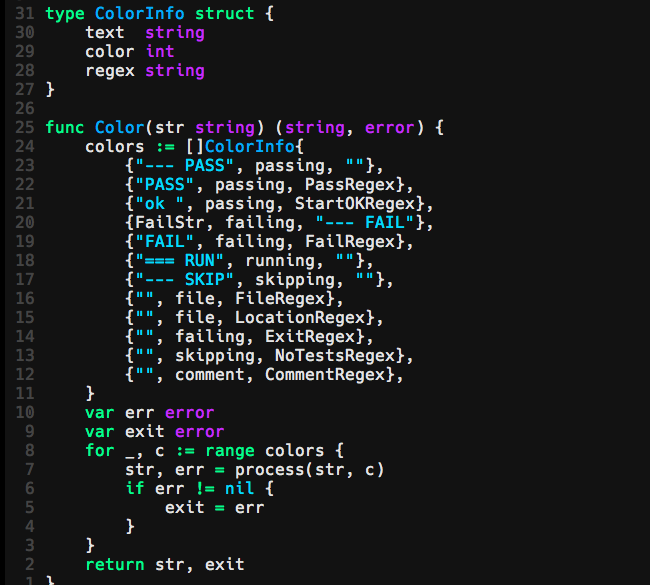 31 type ColorInfo struct {
30     text  string
29     color int
28     regex string
27 }
26
25 func Color(str string) (string, error) {
24     colors := []ColorInfo{
23         {"--- PASS", passing, ""},
22         {"PASS", passing, PassRegex},
21         {"ok ", passing, StartOKRegex},
20         {FailStr, failing, "--- FAIL"},
19         {"FAIL", failing, FailRegex},
18         {"=== RUN", running, ""},
17         {"--- SKIP", skipping, ""},
16         {"", file, FileRegex},
15         {"", file, LocationRegex},
14         {"", failing, ExitRegex},
13         {"", skipping, NoTestsRegex},
12         {"", comment, CommentRegex},
11     }
10     var err error
9     var exit error
8     for _, c := range colors {
7         str, err = process(str, c)
6         if err != nil {
5             exit = err
4         }
3     }
2     return str, exit
1 }